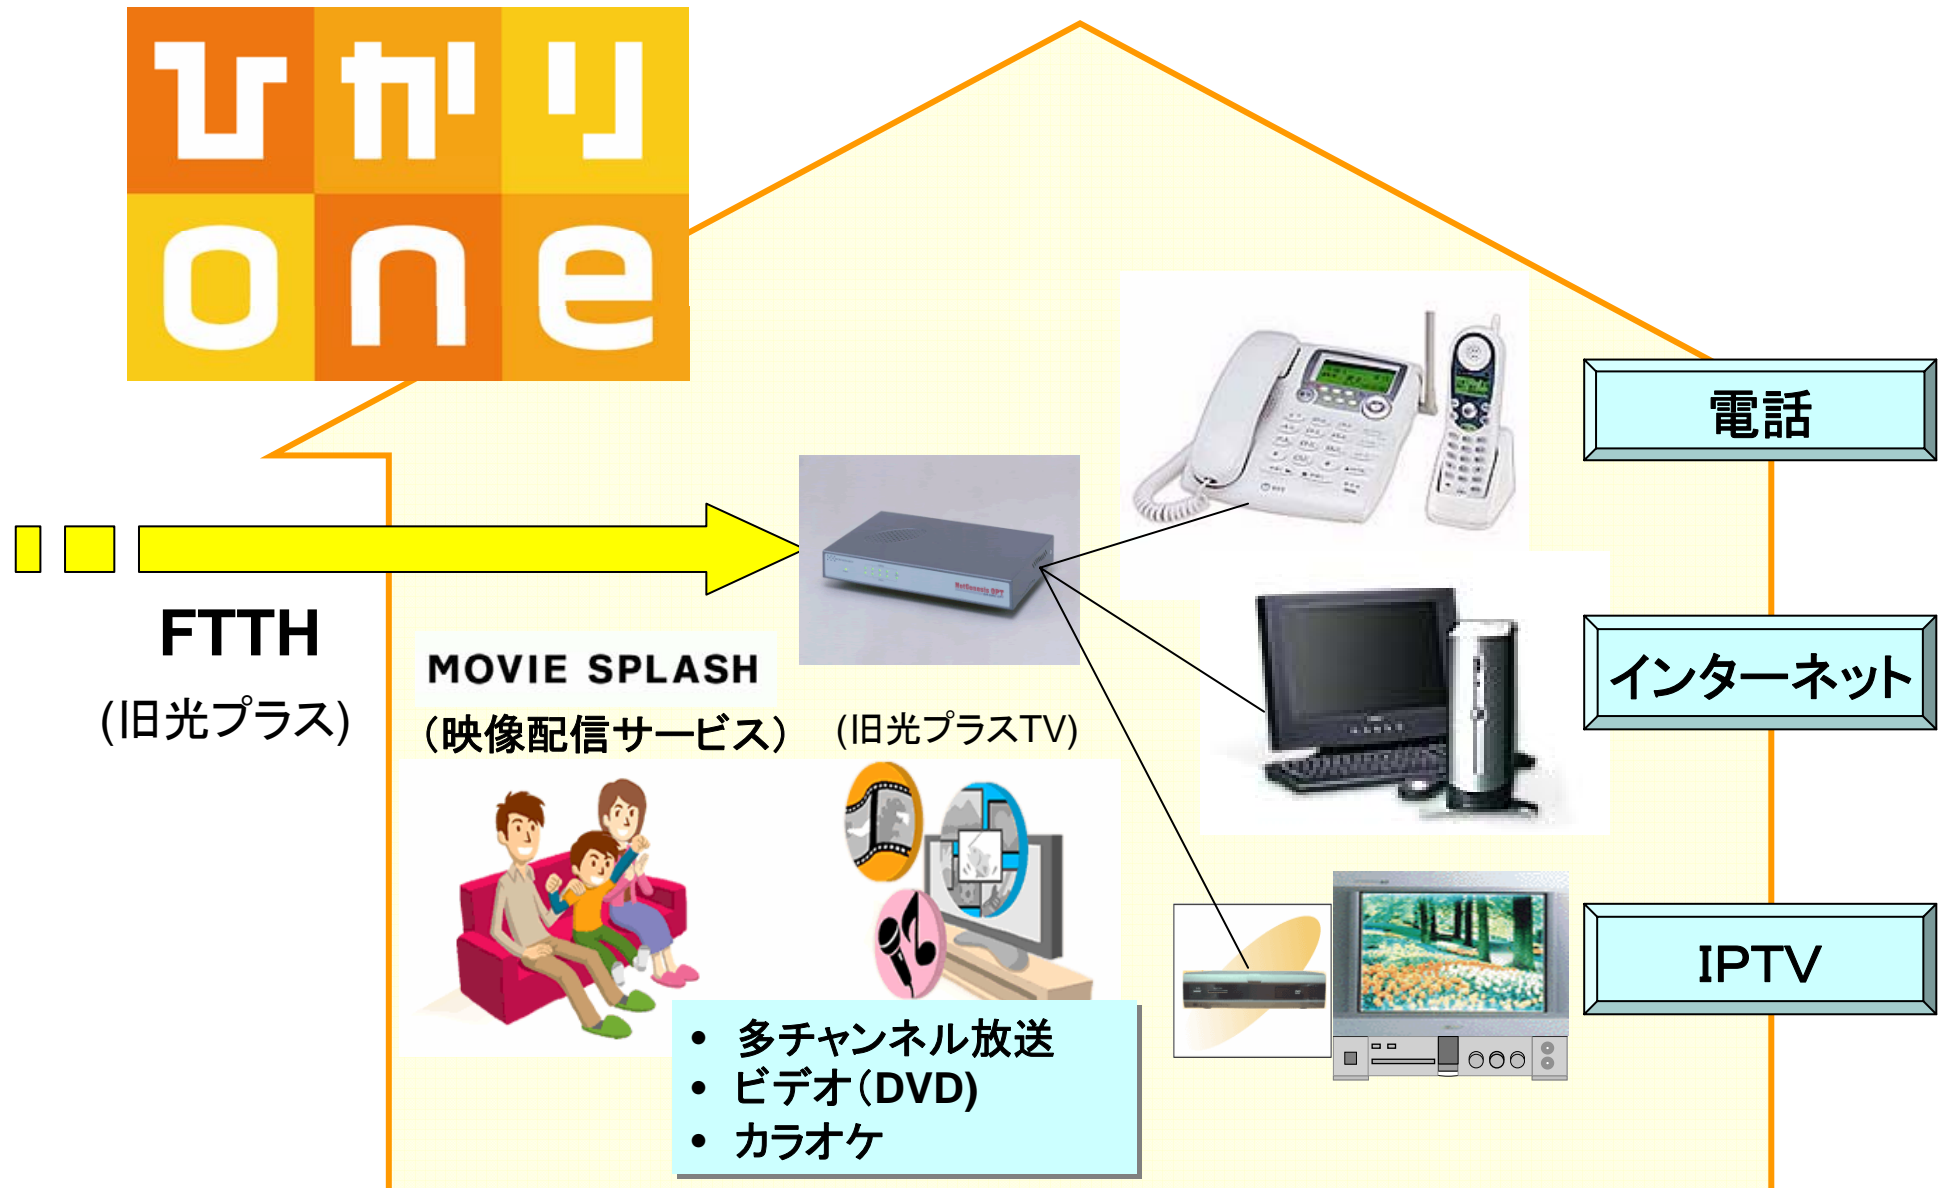 ひかり
one
電話
FTTH
(旧光プラス)
MOVIE SPLASH
（映像配信サービス）
(旧光プラスTV)
インターネット
IPTV
• 多チャンネル放送
• ビデオ（DVD)
• カラオケ